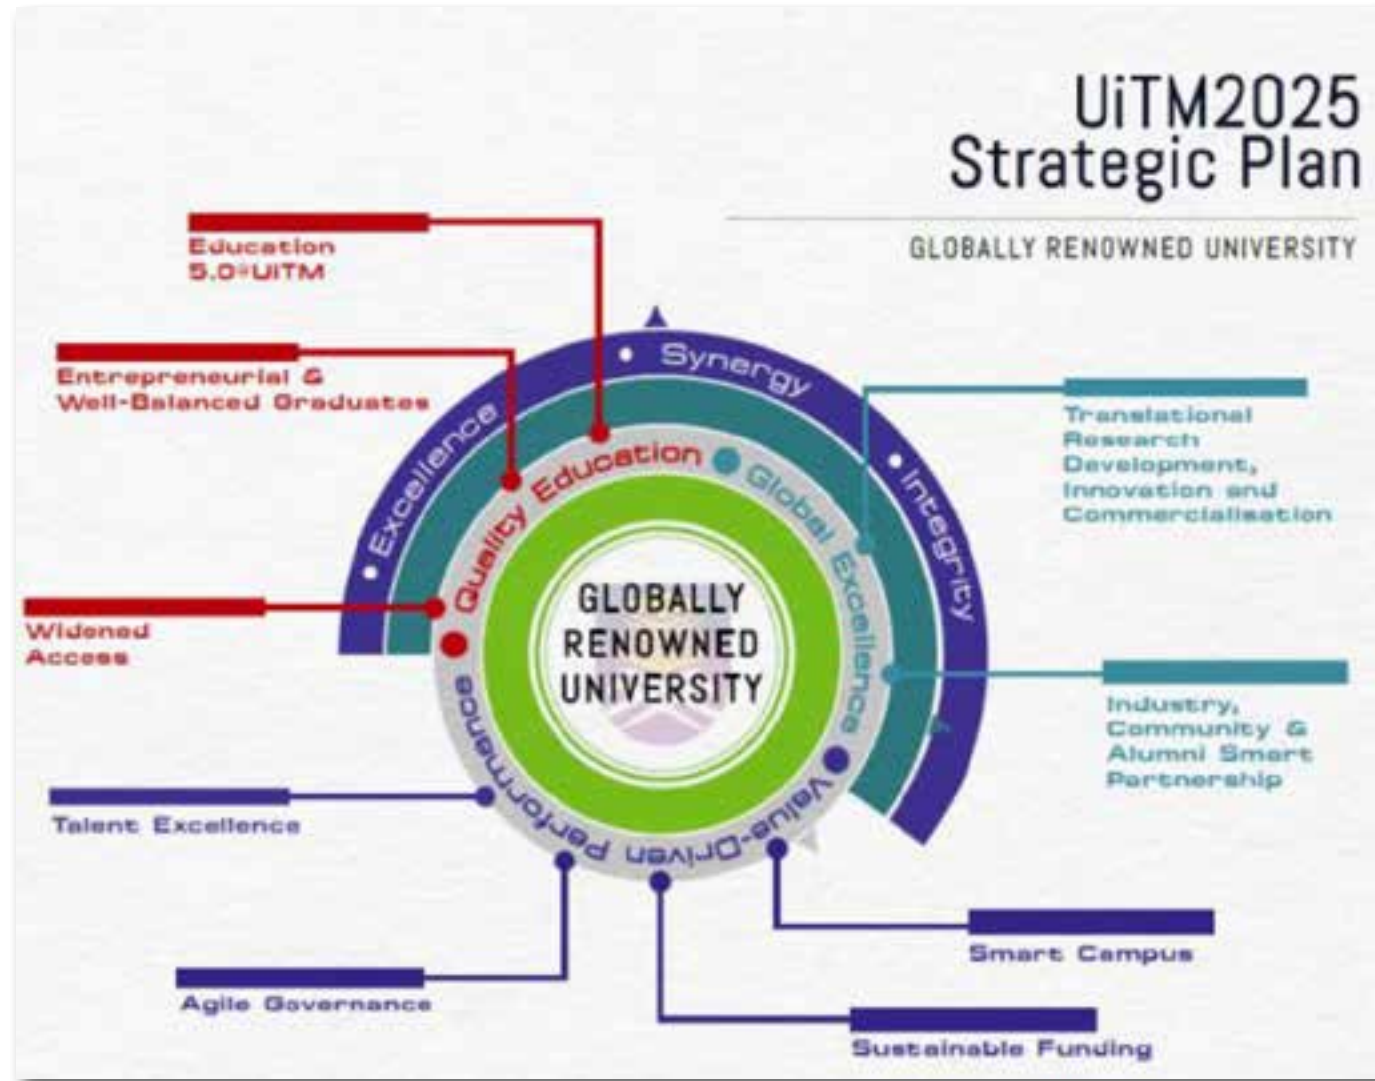 UiTM2025
Strategic Plan
GLOBALLY RENOWNED UNIVERSITY
Education
5.0@UiTM
Entrepreneurial &
Well-Balanced Graduates
Widened
Access
Talent Excellence
Agile Governance
Excellence
Synergy
Integrity
Quality Education
Global Excellence
Value-Driven Performance
GLOBALLY
RENOWNED
UNIVERSITY
Translational
Research
Development,
Innovation and
Commercialisation
Industry,
Community &
Alumni Smart
Partnership
Smart Campus
Sustainable Funding